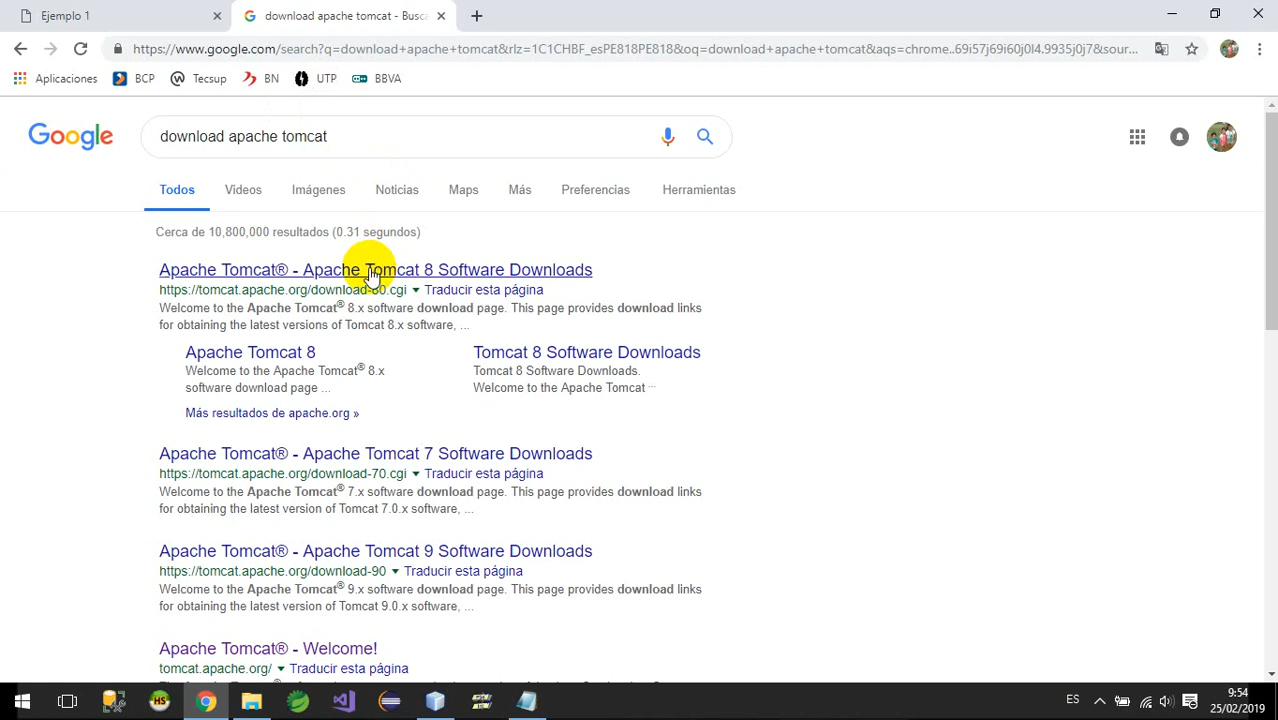 Ejemplo 1
download apache tomcat - Busca
https://www.google.com/search?q=download+apache+tomcat&rlz=1C1CHBF_esPE818PE818&oq=download+apache+tomcat&aqs=chrome..69i57j69i60j0l4.9935j0j7&sour...
Aplicaciones BCP Tecsup BN UTP BBVA
Google download apache tomcat
Todos Videos Imágenes Noticias Maps Más Preferencias Herramientas
Cerca de 10,800,000 resultados (0.31 segundos)
Apache Tomcat® - Apache Tomcat 8 Software Downloads
https://tomcat.apache.org/download-80.cgi Traducir esta página
Welcome to the Apache Tomcat® 8.x software download page. This page provides download links
for obtaining the latest versions of Tomcat 8.x software, ...
Apache Tomcat 8
Welcome to the Apache Tomcat® 8.x
software download page ...
Tomcat 8 Software Downloads
Tomcat 8 Software Downloads.
Welcome to the Apache Tomcat ...
Más resultados de apache.org »
Apache Tomcat® - Apache Tomcat 7 Software Downloads
https://tomcat.apache.org/download-70.cgi Traducir esta página
Welcome to the Apache Tomcat® 7.x software download page. This page provides download links
for obtaining the latest version of Tomcat 7.0.x software, ...
Apache Tomcat® - Apache Tomcat 9 Software Downloads
https://tomcat.apache.org/download-90 Traducir esta página
Welcome to the Apache Tomcat® 9.x software download page. This page provides download links
for obtaining the latest version of Tomcat 9.0.x software, ...
Apache Tomcat® - Welcome!
tomcat.apache.org/ Traducir esta página
HS
ES
9:54
25/02/2019